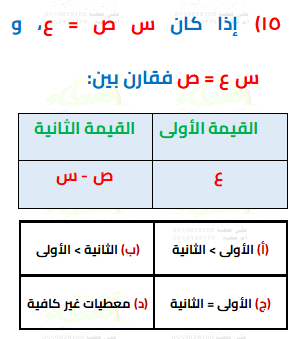 ١٥) إذا كان س ص = ع، و
س ع = ص فقارن بين:
القيمة الأولى القيمة الثانية
ع ص - س
(أ) الأولى > الثانية (ب) الثانية > الأولى
(ج) الأولى = الثانية (د) معطيات غير كافية